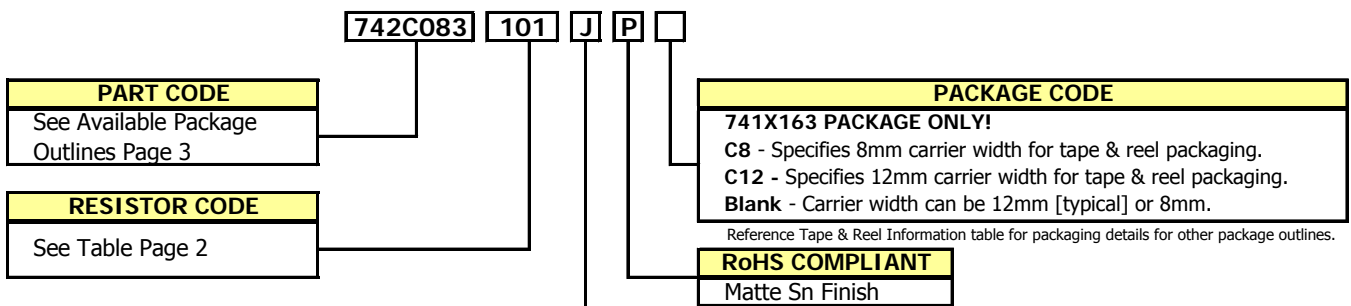 742C083 101 J P
PART CODE
See Available Package
Outlines Page 3
RESISTOR CODE
See Table Page 2
PACKAGE CODE
741X163 PACKAGE ONLY!
C8 - Specifies 8mm carrier width for tape & reel packaging.
C12 - Specifies 12mm carrier width for tape & reel packaging.
Blank - Carrier width can be 12mm [typical] or 8mm.
Reference Tape & Reel Information table for packaging details for other package outlines.
RoHS COMPLIANT
Matte Sn Finish